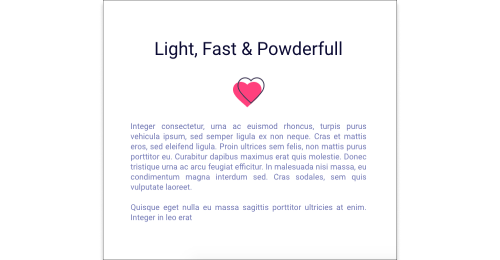 Light, Fast & Powderfull
Integer consectetur, urna ac euismod rhoncus, turpis purus
vehicula ipsum, sed semper ligula ex non neque. Cras et mattis
eros, sed eleifend ligula. Proin ultrices sem felis, non mattis purus
porttitor eu. Curabitur dapibus maximus erat quis molestie. Donec
tristique urna ac arcu feugiat efficitur. In malesuada nisi massa, eu
condimentum magna interdum sed. Cras sodales, sem quis
vulputate laoreet.
Quisque eget nulla eu massa sagittis porttitor ultricies at enim.
Integer in leo erat